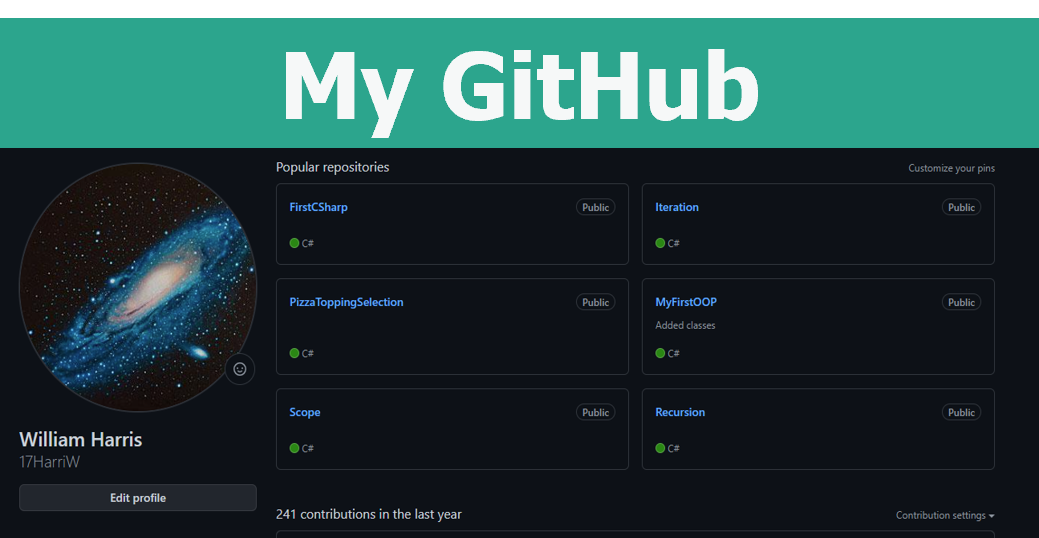 My GitHub
Popular repositories
Customize your pins
FirstCSharp
Public
C#
Iteration
Public
C#
PizzaToppingSelection
Public
C#
MyFirstOOP
Public
Added classes
C#
Scope
Public
C#
Recursion
Public
C#
William Harris
17HarriW
Edit profile
241 contributions in the last year
Contribution settings